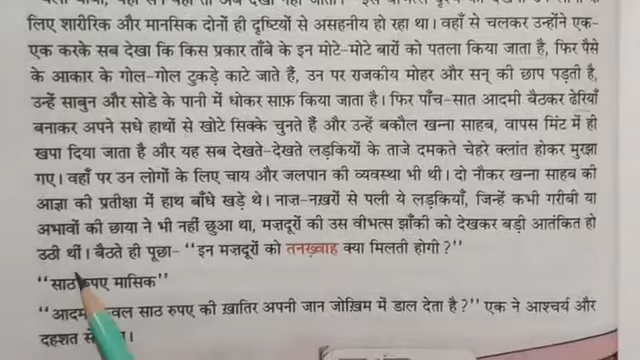 लिए शारीरिक और मानसिक दोनों ही दृष्टियों से असहनीय हो रहा था। वहाँ से चलकर उन्होंने एक-
एक करके सब देखा कि किस प्रकार ताँबे के इन मोटे-मोटे बारों को पतला किया जाता है, फिर पैसे
के आकार के गोल-गोल टुकड़े काटे जाते हैं, उन पर राजकीय मोहर और सन् की छाप पड़ती है,
उन्हें साबुन और सोडे के पानी में धोकर साफ़ किया जाता है। फिर पाँच-सात आदमी बैठकर ढेरियाँ
बनाकर अपने सधे हाथों से खोटे सिक्के चुनते हैं और उन्हें बकौल खन्ना साहब, वापस मिंट में ही
खपा दिया जाता है और यह सब देखते-देखते लड़कियों के ताजे दमकते चेहरे क्लांत होकर मुरझा
गए। वहाँ पर उन लोगों के लिए चाय और जलपान की व्यवस्था भी थी। दो नौकर खन्ना साहब की
आज्ञा की प्रतीक्षा में हाथ बाँधे खड़े थे। नाज-नखरों से पली ये लड़कियाँ, जिन्हें कभी गरीबी या
अभावों की छाया ने भी नहीं छुआ था, मज़दूरों की उस वीभत्स झाँकी को देखकर बड़ी आतंकित हो
उठी थीं। बैठते ही पूछा- “इन मज़दूरों को तनख़्वाह क्या मिलती होगी?”
“साठ रुपए मासिक”
“आदमी साठ रुपए की ख़ातिर अपनी जान जोख़िम में डाल देता है?” एक ने आश्चर्य और
दहशत से